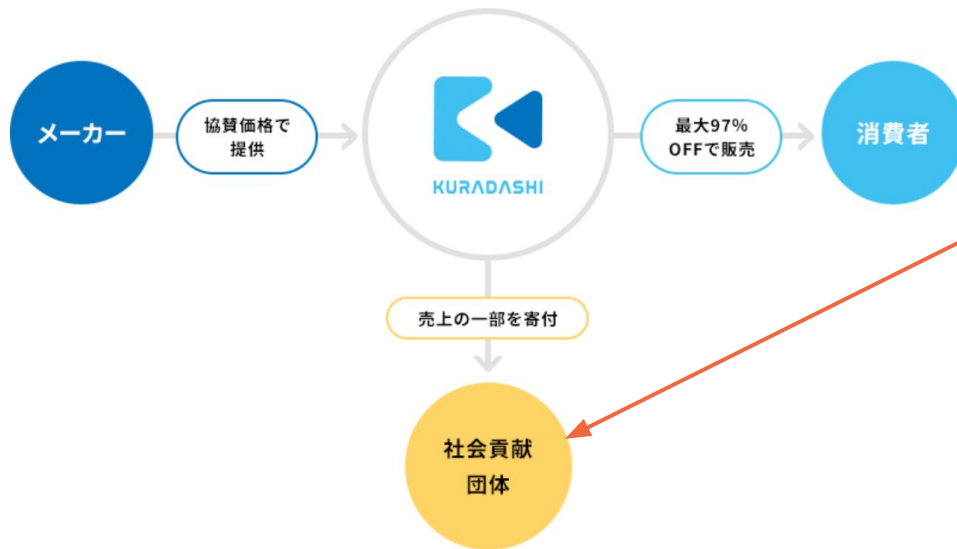 メーカー
協賛価格で
提供
KURADASHI
最大97%
OFFで販売
消費者
売上の一部を寄付
社会貢献
団体